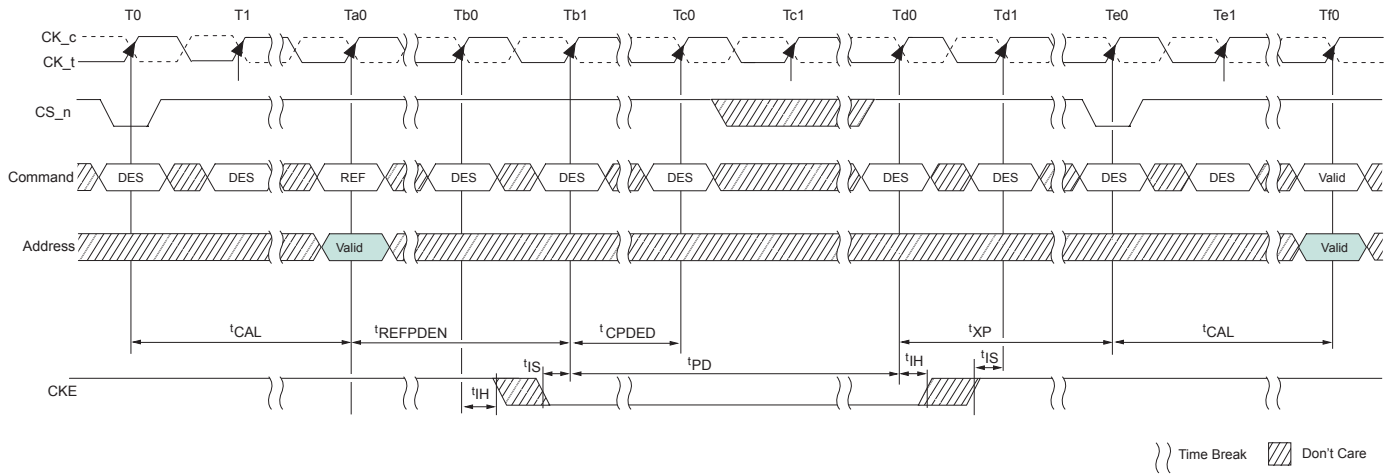 T0 T1 Ta0 Tb0 Tb1 Tc0 Tc1 Td0 Td1 Te0 Te1 Tf0
CK_c
CK_t
CS_n
Command DES DES REF DES DES DES DES DES DES DES Valid
Address Valid Valid
tCAL tREFPDEN tCPDED tXP tCAL
tIS tPD tIH tIS
CKE tIH
Time Break Don't Care